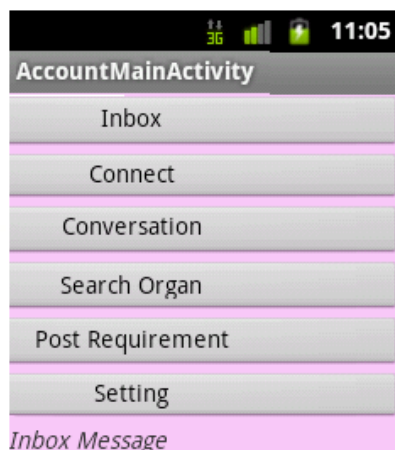 3G 11:05
AccountMainActivity
Inbox
Connect
Conversation
Search Organ
Post Requirement
Setting
Inbox Message